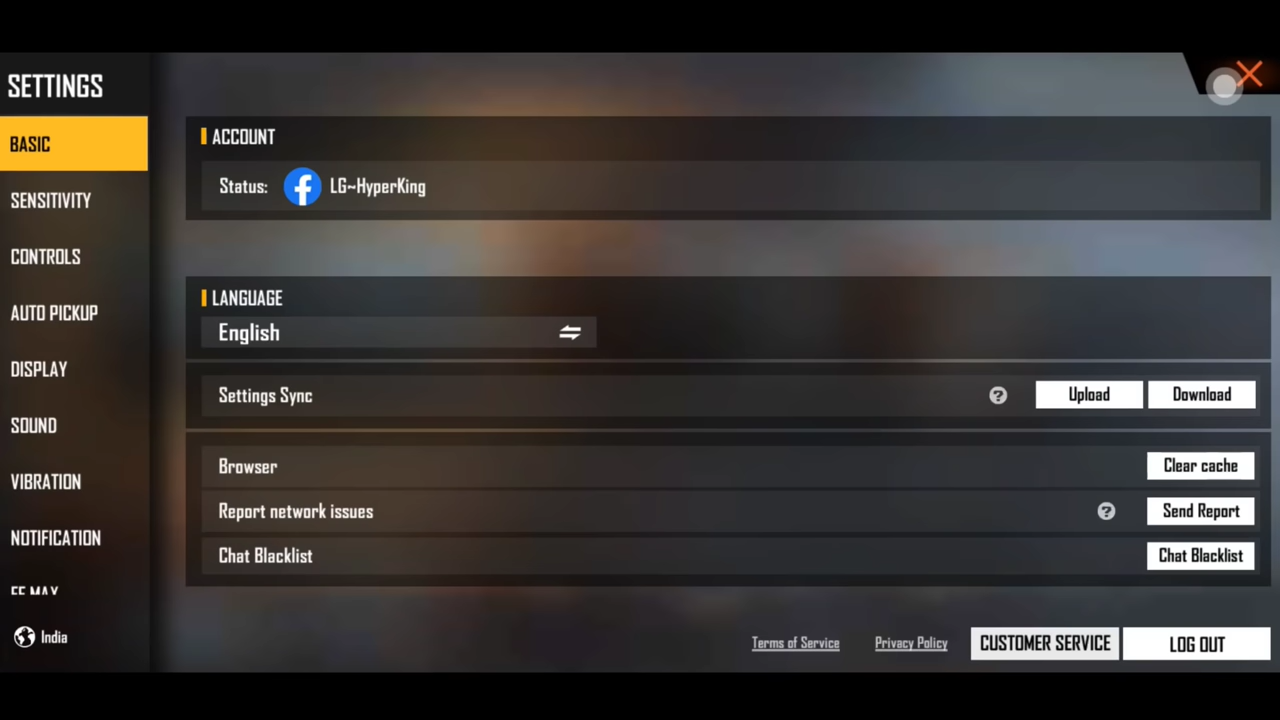 SETTINGS
BASIC
SENSITIVITY
CONTROLS
AUTO PICKUP
DISPLAY
SOUND
VIBRATION
NOTIFICATION
FF MAX
India
ACCOUNT
Status: LG~HyperKing
LANGUAGE
English
Settings Sync ? Upload Download
Browser Clear cache
Report network issues ? Send Report
Chat Blacklist Chat Blacklist
Terms of Service Privacy Policy CUSTOMER SERVICE LOG OUT